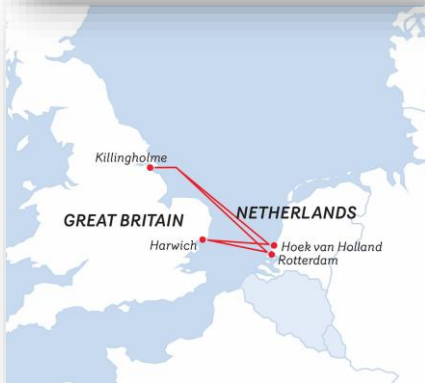 Killingholme
NETHERLANDS
GREAT BRITAIN
Harwich
Hoek van Holland
Rotterdam